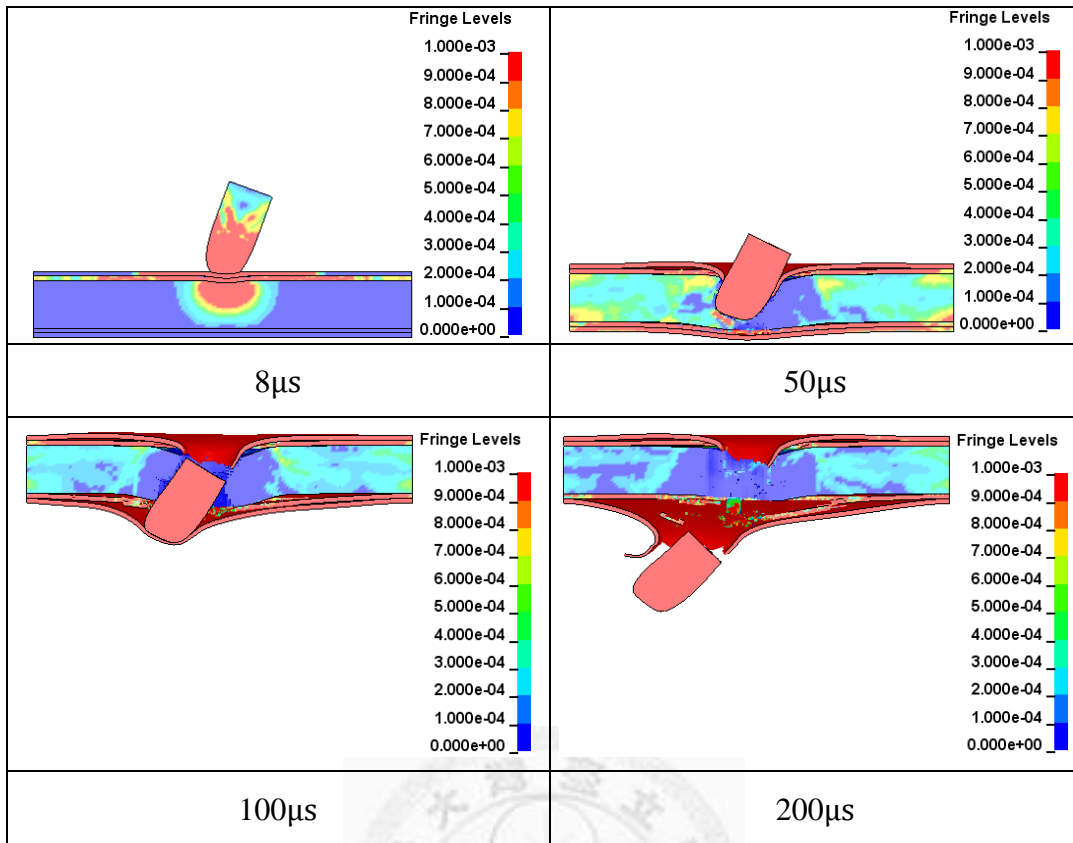 Fringe Levels
1.000e-03
9.000e-04
8.000e-04
7.000e-04
6.000e-04
5.000e-04
4.000e-04
3.000e-04
2.000e-04
1.000e-04
0.000e+00
Fringe Levels
1.000e-03
9.000e-04
8.000e-04
7.000e-04
6.000e-04
5.000e-04
4.000e-04
3.000e-04
2.000e-04
1.000e-04
0.000e+00
8μs
50μs
Fringe Levels
1.000e-03
9.000e-04
8.000e-04
7.000e-04
6.000e-04
5.000e-04
4.000e-04
3.000e-04
2.000e-04
1.000e-04
0.000e+00
Fringe Levels
1.000e-03
9.000e-04
8.000e-04
7.000e-04
6.000e-04
5.000e-04
4.000e-04
3.000e-04
2.000e-04
1.000e-04
0.000e+00
100μs
200μs